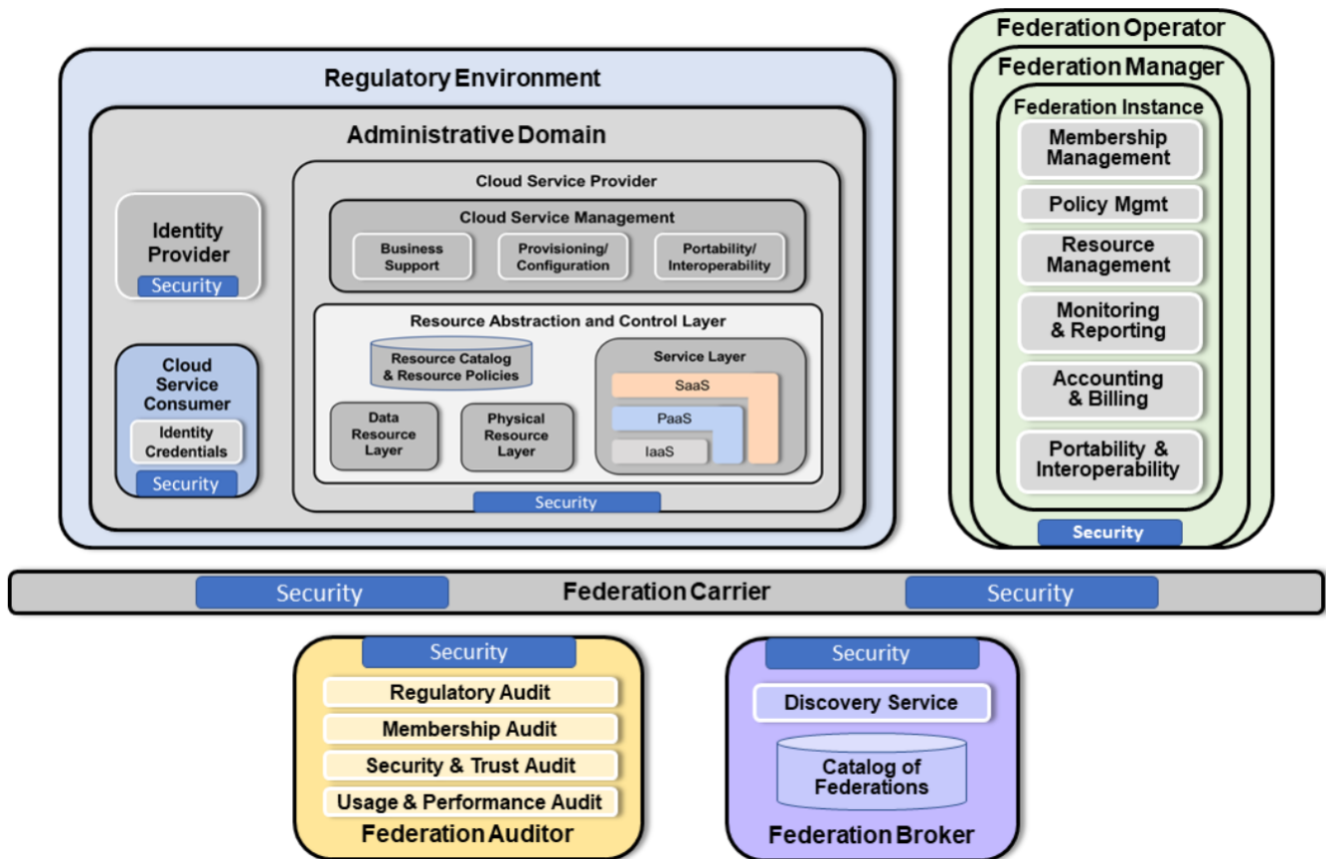 Regulatory Environment
Administrative Domain
Identity
Provider
Security
Cloud
Service
Consumer
Identity
Credentials
Security
Cloud Service Provider
Cloud Service Management
Business
Support
Provisioning/
Configuration
Portability/
Interoperability
Resource Abstraction and Control Layer
Resource Catalog
& Resource Policies
Data
Resource
Layer
Physical
Resource
Layer
Service Layer
SaaS
PaaS
IaaS
Security
Federation Operator
Federation Manager
Federation Instance
Membership
Management
Policy Mgmt
Resource
Management
Monitoring
& Reporting
Accounting
& Billing
Portability &
Interoperability
Security
Security
Federation Carrier
Security
Security
Regulatory Audit
Membership Audit
Security & Trust Audit
Usage & Performance Audit
Federation Auditor
Security
Discovery Service
Catalog of
Federations
Federation Broker